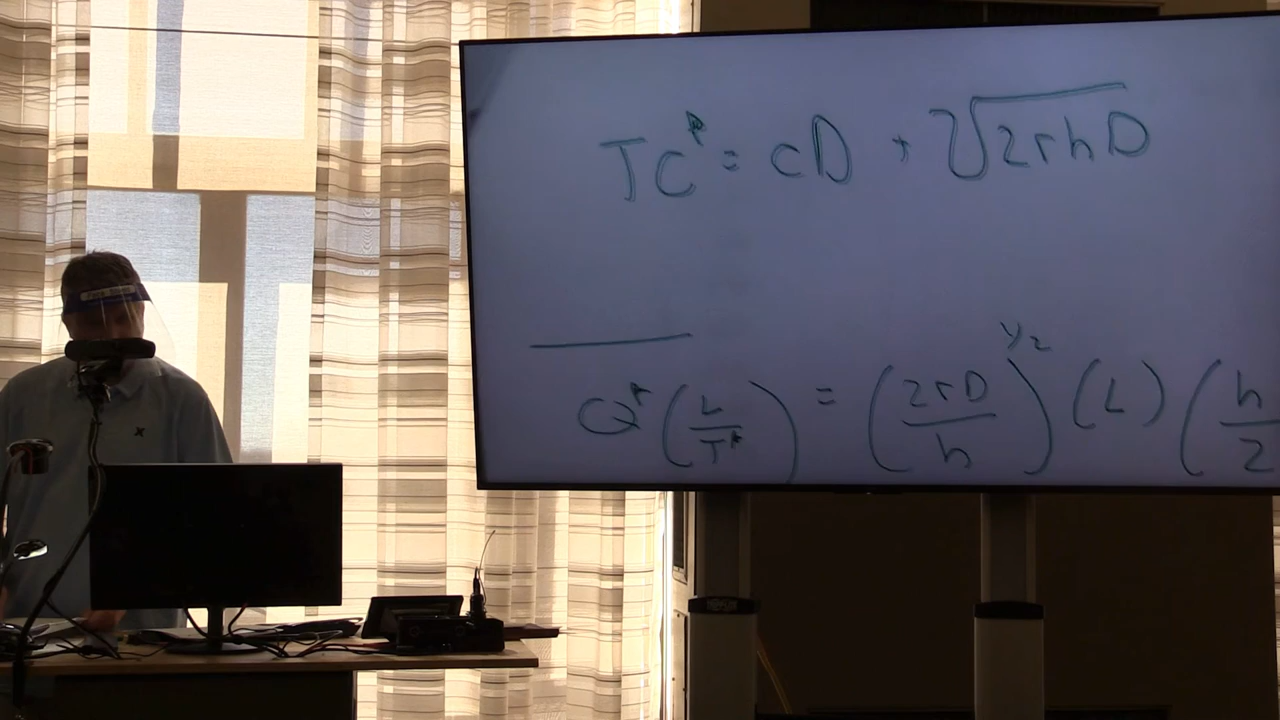 TC* = cD + √2rhD
Q* (L/T*) = (2rD/h)^1/2 (L) (h/2